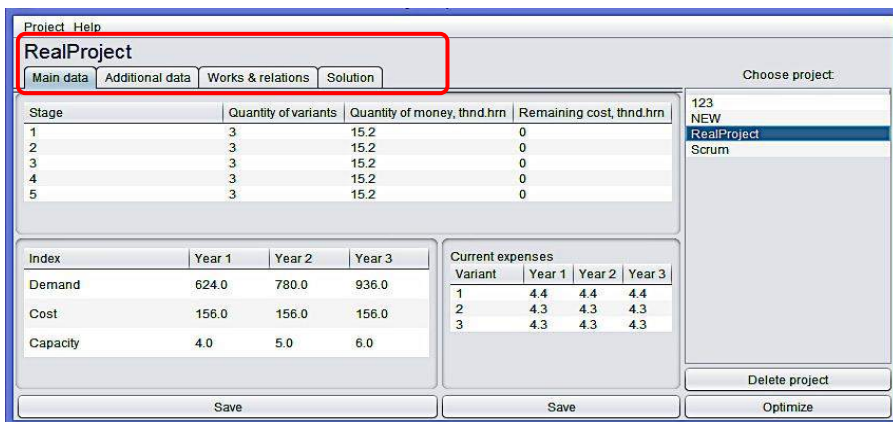 Project Help
RealProject
Main data Additional data Works & relations Solution
Choose project:
Stage Quantity of variants Quantity of money, thnd.hrn Remaining cost, thnd.hrn
1 3 15.2 0
2 3 15.2 0
3 3 15.2 0
4 3 15.2 0
5 3 15.2 0
123
NEW
RealProject
Scrum
Index Year 1 Year 2 Year 3
Demand 624.0 780.0 936.0
Cost 156.0 156.0 156.0
Capacity 4.0 5.0 6.0
Current expenses
Variant Year 1 Year 2 Year 3
1 4.4 4.4 4.4
2 4.3 4.3 4.3
3 4.3 4.3 4.3
Delete project
Save Save Optimize